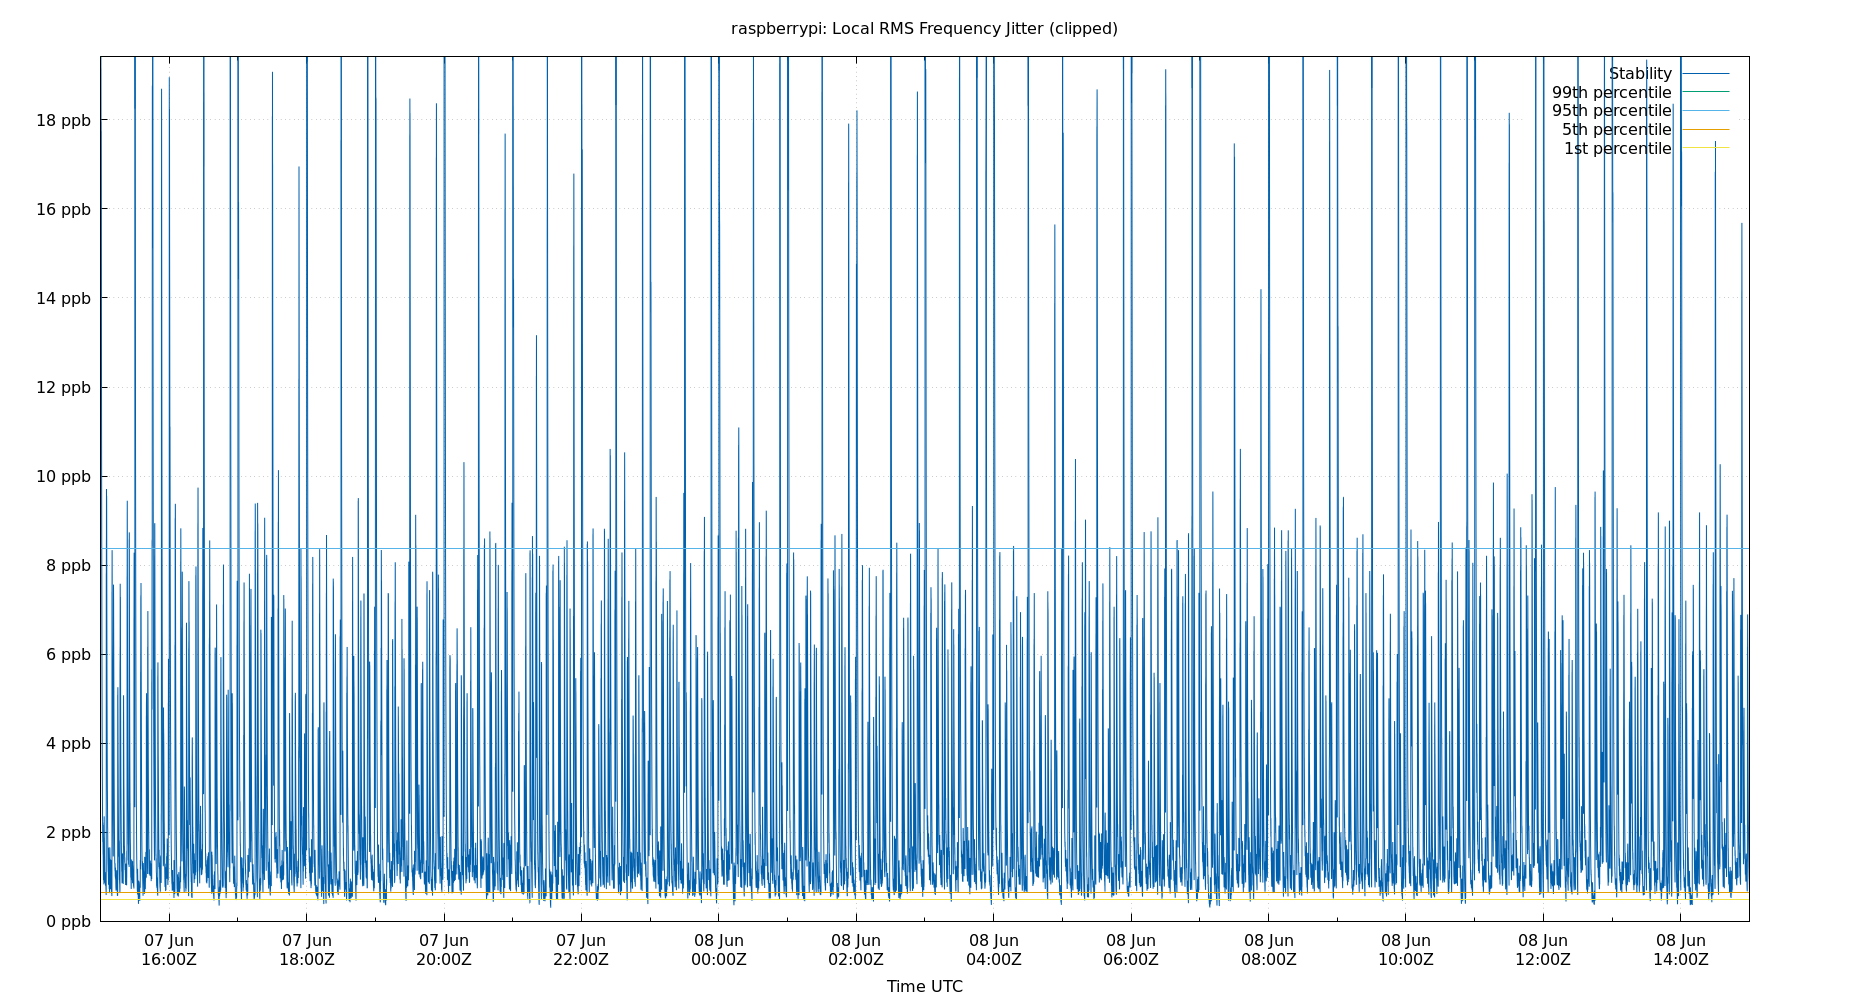 raspberrypi: Local RMS Frequency Jitter (clipped)
Stability
99th percentile
95th percentile
5th percentile
1st percentile
18 ppb
16 ppb
14 ppb
12 ppb
10 ppb
8 ppb
6 ppb
4 ppb
2 ppb
0 ppb
07 Jun 07 Jun 07 Jun 07 Jun 08 Jun 08 Jun 08 Jun 08 Jun 08 Jun 08 Jun 08 Jun 08 Jun
16:00Z 18:00Z 20:00Z 22:00Z 00:00Z 02:00Z 04:00Z 06:00Z 08:00Z 10:00Z 12:00Z 14:00Z
Time UTC